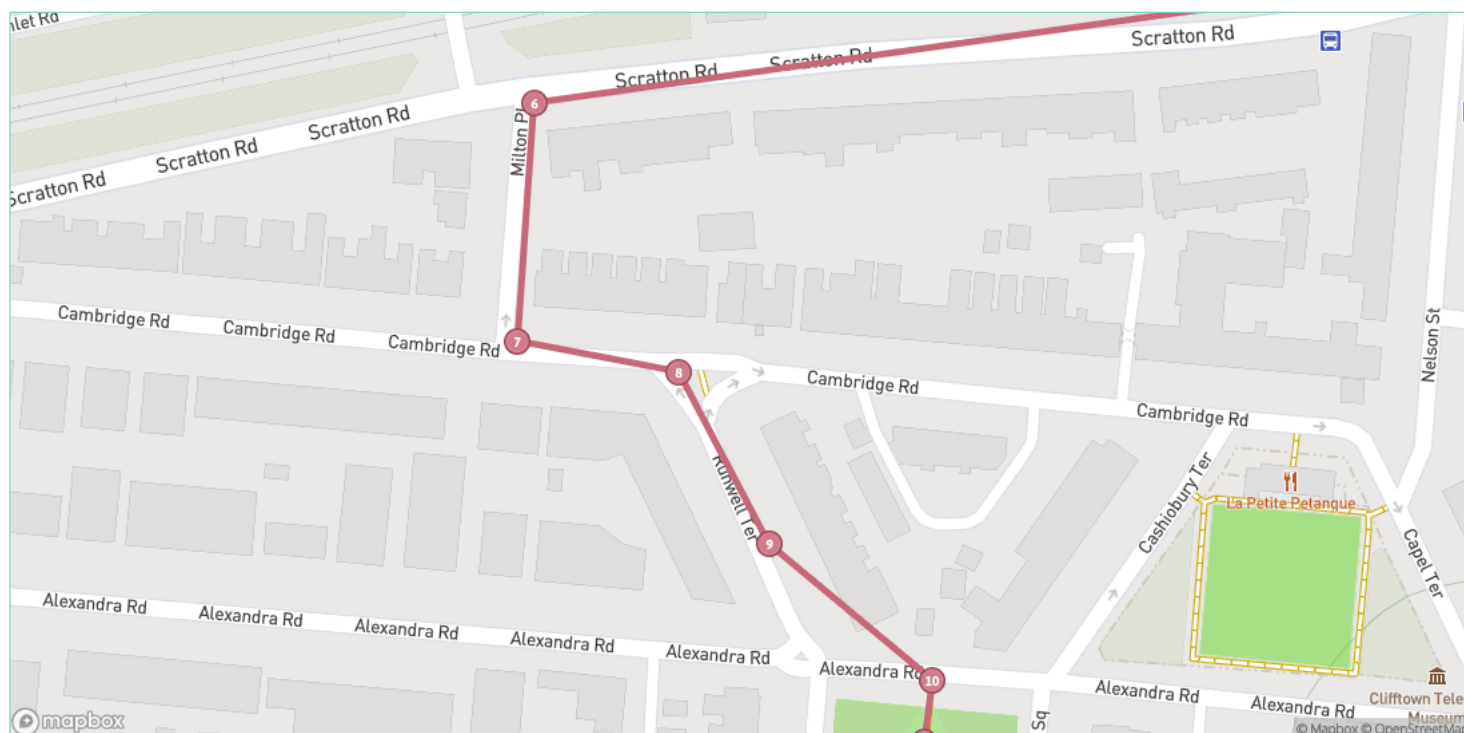 nlet Rd
Scratton Rd
Scratton Rd
Scratton Rd
Scratton Rd
Scratton Rd
Scratton Rd
6
Milton Pl
Cambridge Rd
Cambridge Rd
Cambridge Rd
7
8
Cambridge Rd
Cambridge Rd
Nelson St
Runwell Ter
9
Cashiobury Ter
La Petite Petanque
Capel Ter
Alexandra Rd
Alexandra Rd
Alexandra Rd
Alexandra Rd
Alexandra Rd
Alexandra Rd
10
Alexandra Rd
Alexandra Rd
Sq
Clifftown Tele
Museum
mapbox
© Mapbox © OpenStreetMap